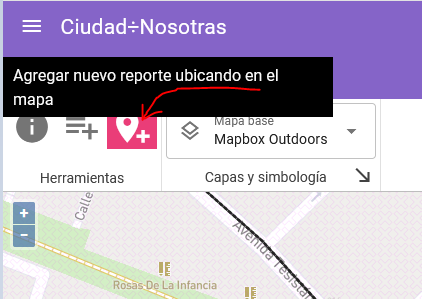 Ciudad÷Nosotras
Agregar nuevo reporte ubicando en el
mapa
Mapa base
Mapbox Outdoors
Herramientas
Capas y simbología
+
−
Calle
Avenida Resist
Rosas De La Infancia